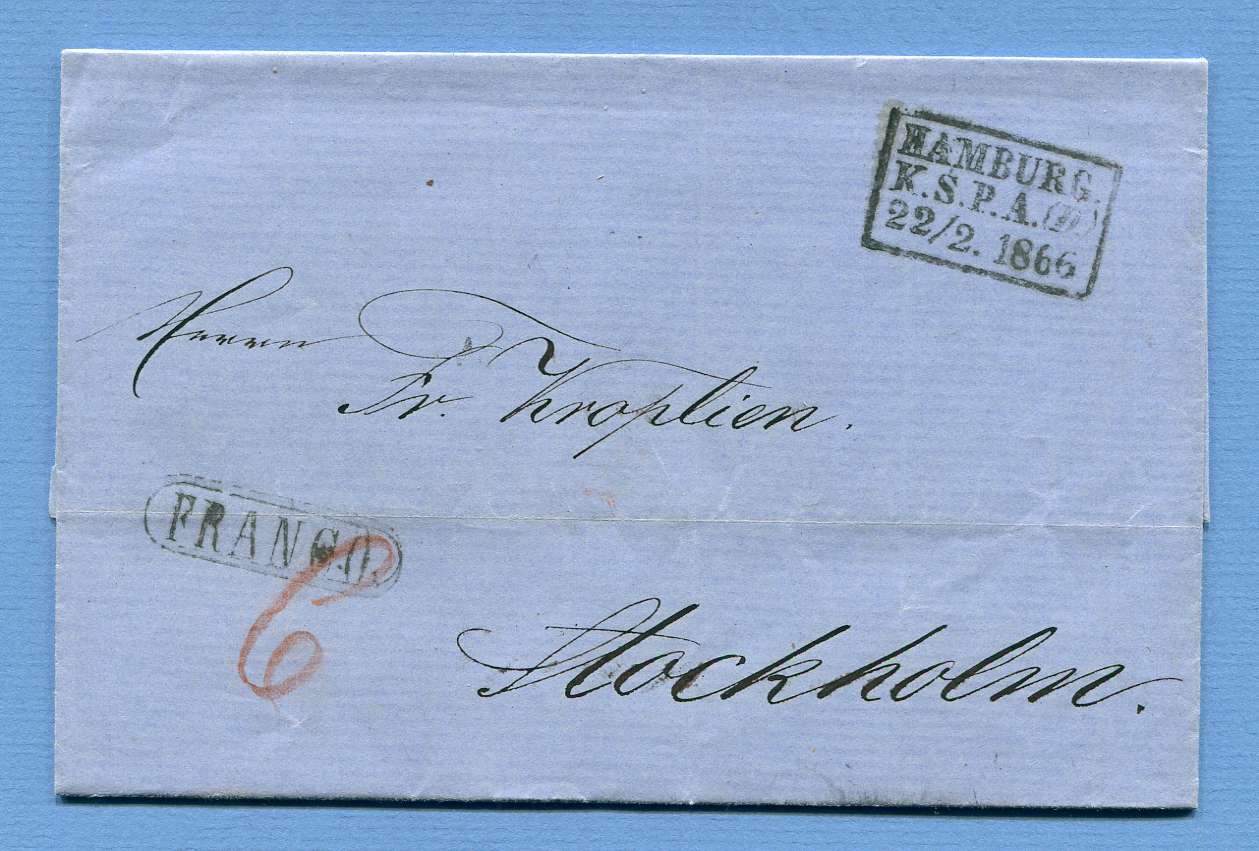 HAMBURG.
K.S.P.A.(D)
22/2. 1866
Herrn
Fr. Kroplien.
FRANCO.
6
Stockholm.